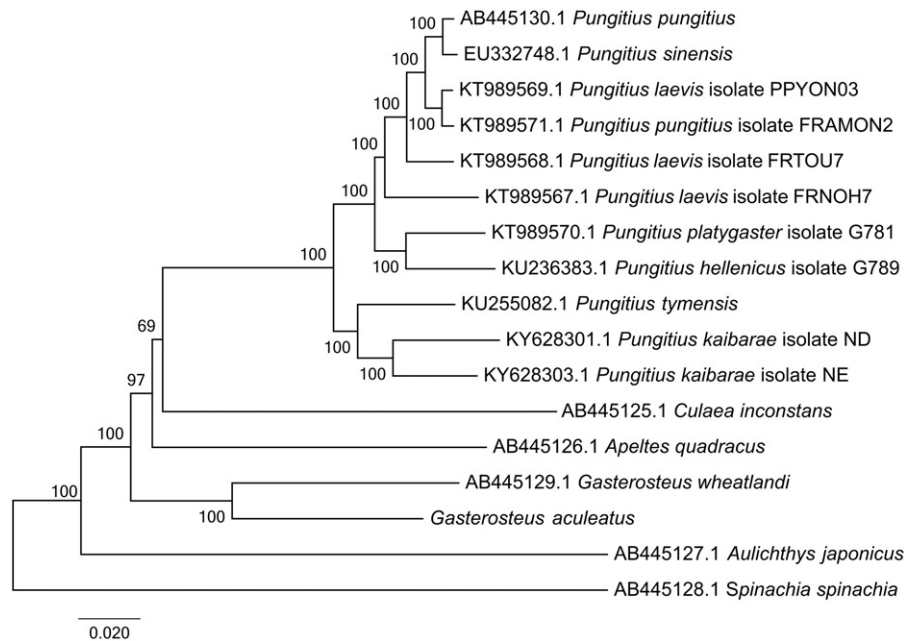 100
AB445130.1 Pungitius pungitius
EU332748.1 Pungitius sinensis
100
KT989569.1 Pungitius laevis isolate PPYON03
100
100
KT989571.1 Pungitius pungitius isolate FRAMON2
100
KT989568.1 Pungitius laevis isolate FRTOU7
100
KT989567.1 Pungitius laevis isolate FRNOH7
KT989570.1 Pungitius platygaster isolate G781
100
100
KU236383.1 Pungitius hellenicus isolate G789
KU255082.1 Pungitius tymensis
100
KY628301.1 Pungitius kaibarae isolate ND
100
KY628303.1 Pungitius kaibarae isolate NE
69
97
AB445125.1 Culaea inconstans
100
AB445126.1 Apeltes quadracus
AB445129.1 Gasterosteus wheatlandi
100
100
Gasterosteus aculeatus
AB445127.1 Aulichthys japonicus
AB445128.1 Spinachia spinachia
0.020